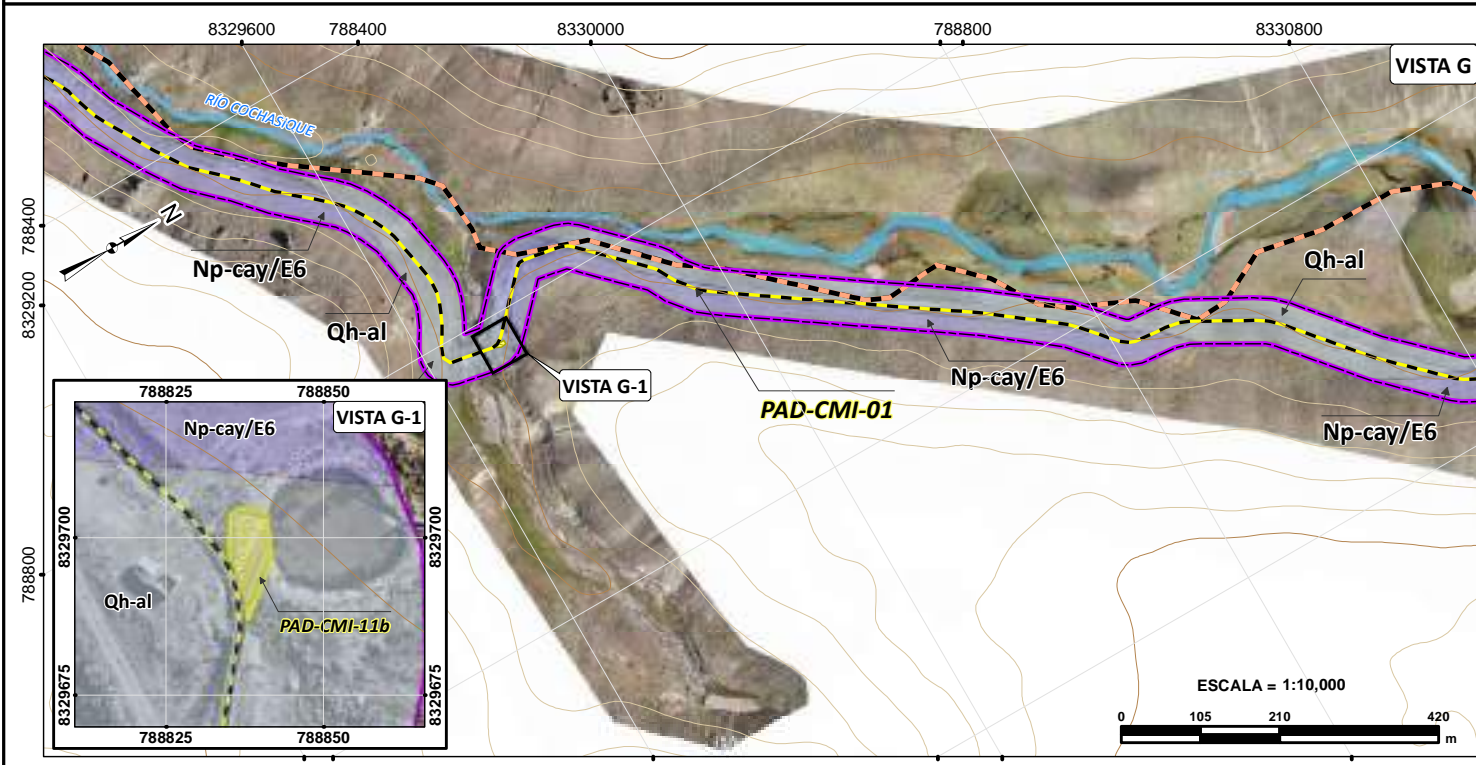 8329600
788400
8330000
788800
8330800
VISTA G
RÍO COCHASIQUE
788400
N
Np-cay/E6
Qh-al
8329200
Qh-al
VISTA G-1
Np-cay/E6
PAD-CMI-01
Np-cay/E6
788825
788850
VISTA G-1
Np-cay/E6
8329700
8329700
788800
Qh-al
PAD-CMI-11b
8329675
8329675
788825
788850
ESCALA = 1:10,000
0 105 210 420
m